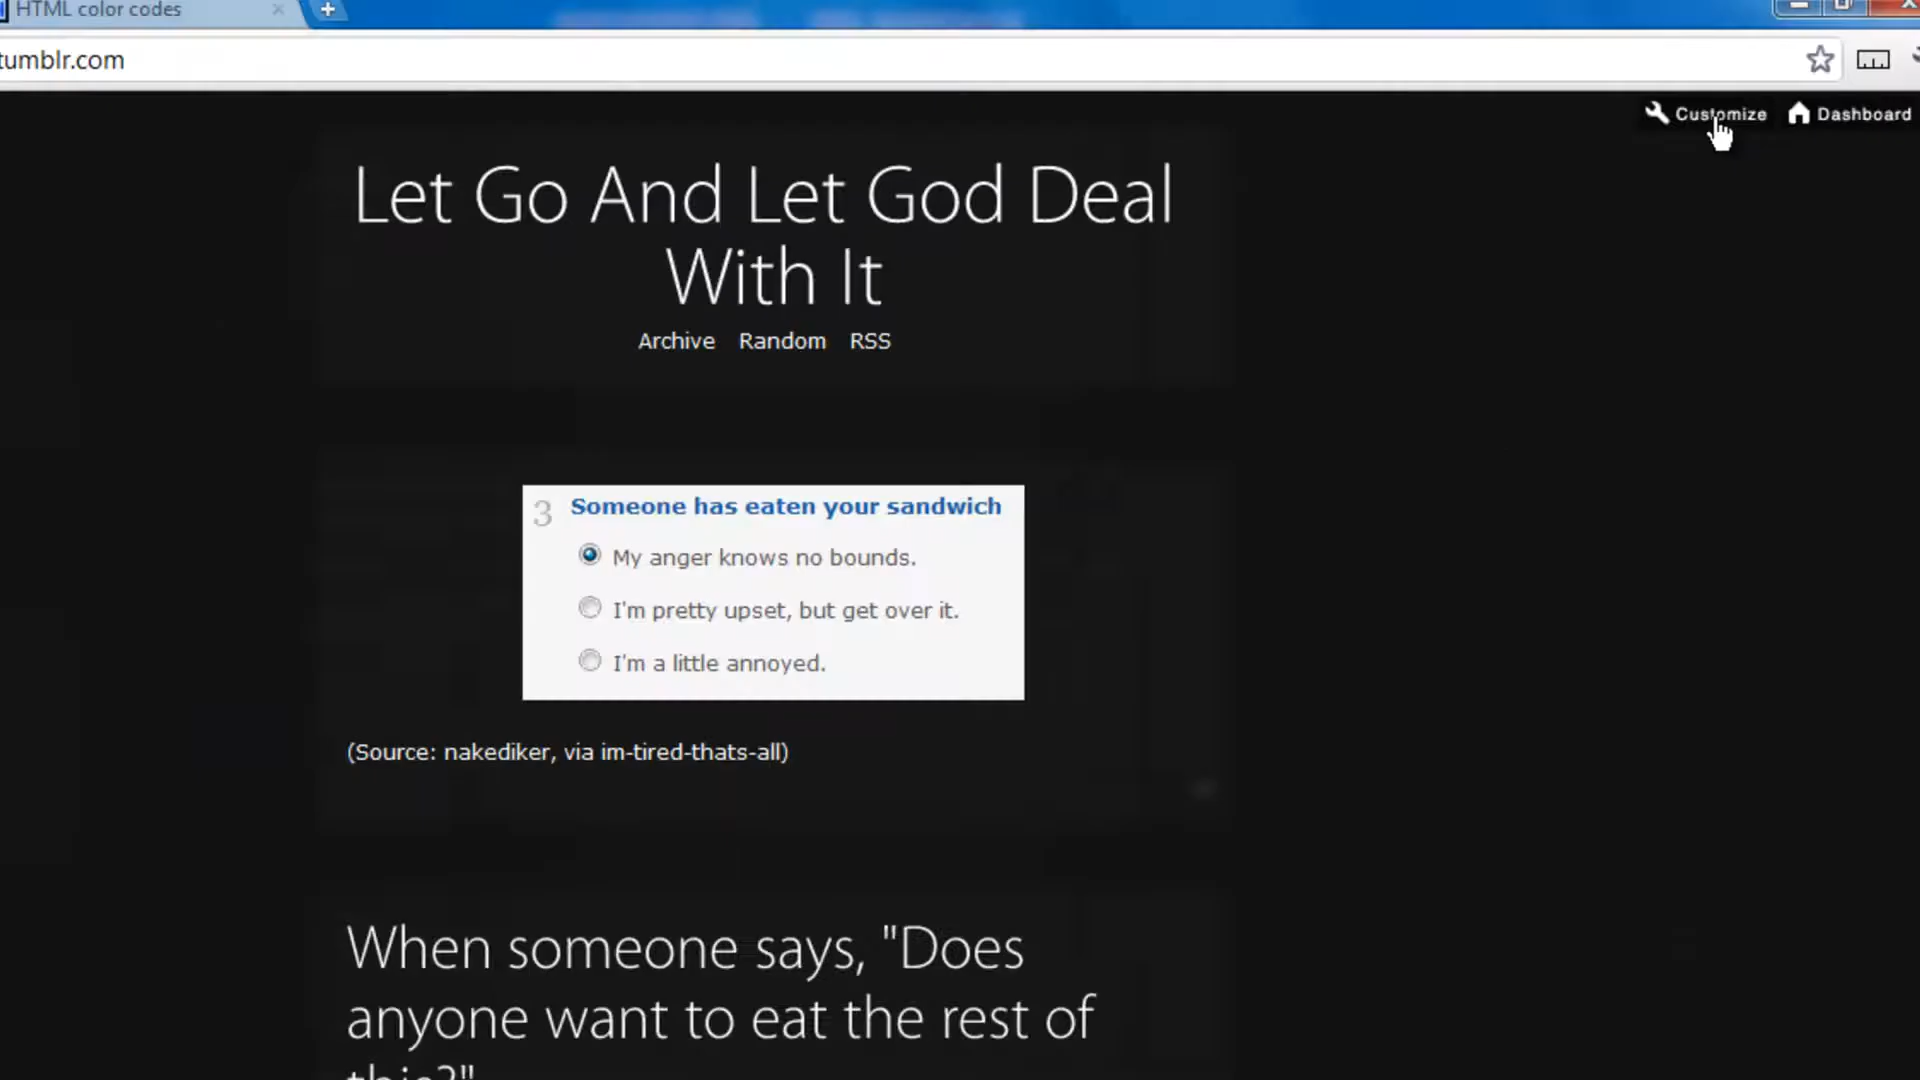 HTML color codes
tumblr.com
Customize Dashboard
Let Go And Let God Deal
With It
Archive Random RSS
3 Someone has eaten your sandwich
My anger knows no bounds.
I'm pretty upset, but get over it.
I'm a little annoyed.
(Source: nakediker, via im-tired-thats-all)
When someone says, "Does
anyone want to eat the rest of
this?"